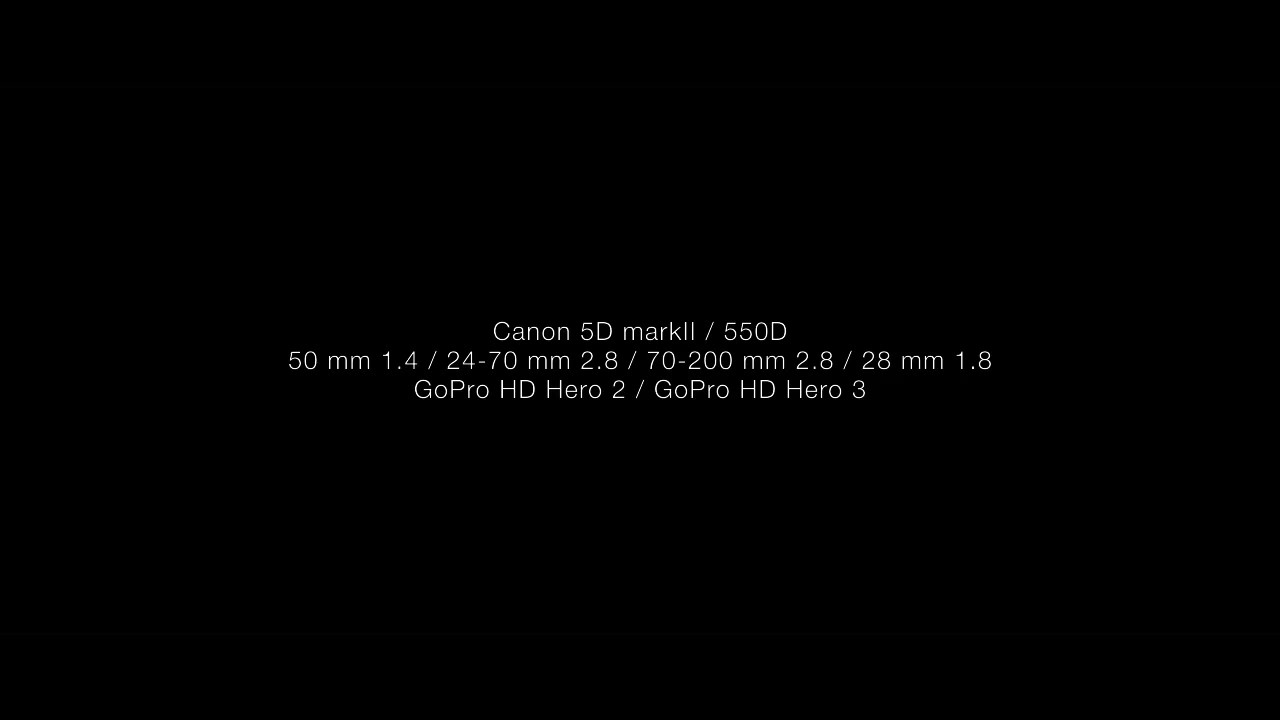 Canon 5D markII / 550D
50 mm 1.4 / 24-70 mm 2.8 / 70-200 mm 2.8 / 28 mm 1.8
GoPro HD Hero 2 / GoPro HD Hero 3